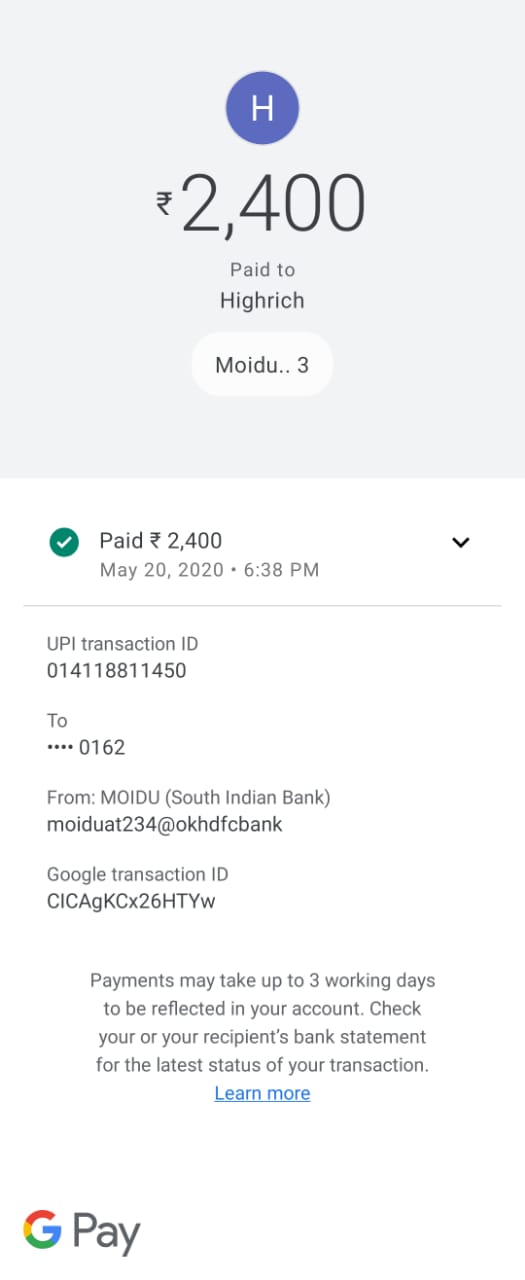 H
₹2,400
Paid to
Highrich
Moidu.. 3
Paid ₹ 2,400
May 20, 2020 • 6:38 PM
UPI transaction ID
014118811450
To
•••• 0162
From: MOIDU (South Indian Bank)
moiduat234@okhdfcbank
Google transaction ID
CICAgKCx26HTYw
Payments may take up to 3 working days
to be reflected in your account. Check
your or your recipient's bank statement
for the latest status of your transaction.
Learn more
G Pay